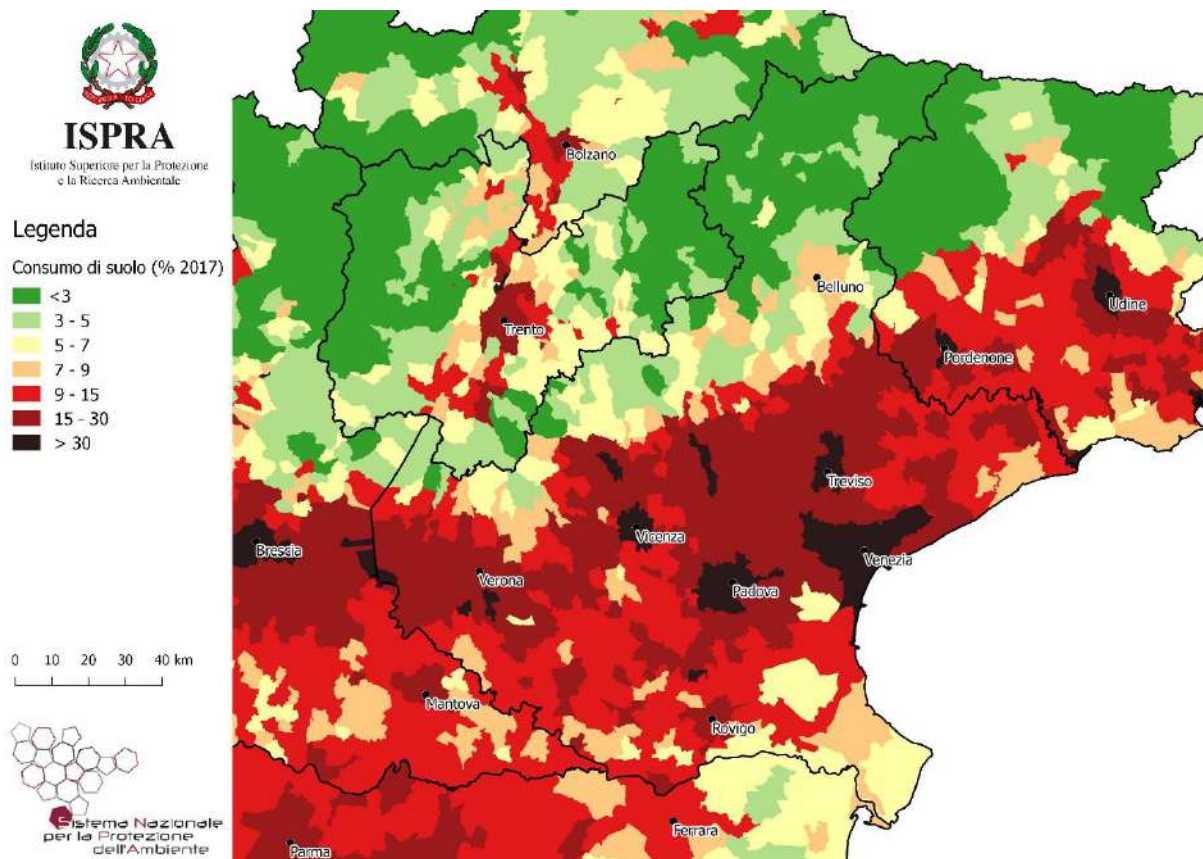 ISPRA
Istituto Superiore per la Protezione
e la Ricerca Ambientale
Legenda
Consumo di suolo (% 2017)
<3
3 - 5
5 - 7
7 - 9
9 - 15
15 - 30
> 30
0 10 20 30 40 km
Sistema Nazionale
per la Protezione
dell'Ambiente
Bolzano
Belluno
Udine
Trento
Pordenone
Treviso
Brescia
Vicenza
Venezia
Verona
Padova
Mantova
Rovigo
Ferrara
Parma